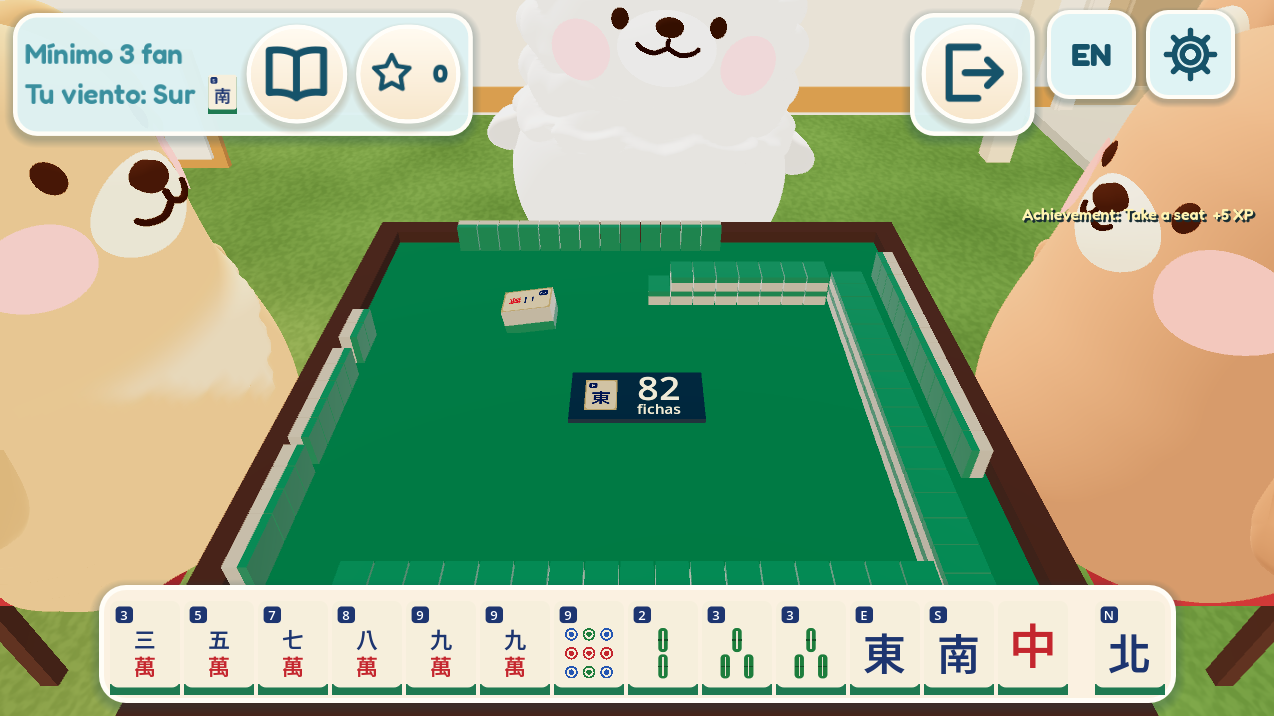 Mínimo 3 fan
Tu viento: Sur
南
0
EN
Achievement: Take a seat +5 XP
東
82
fichas
3 5 7 8 9 9 9 2 3 3 E S N
三 五 七 八 九 九 東 南 中 北
萬 萬 萬 萬 萬 萬